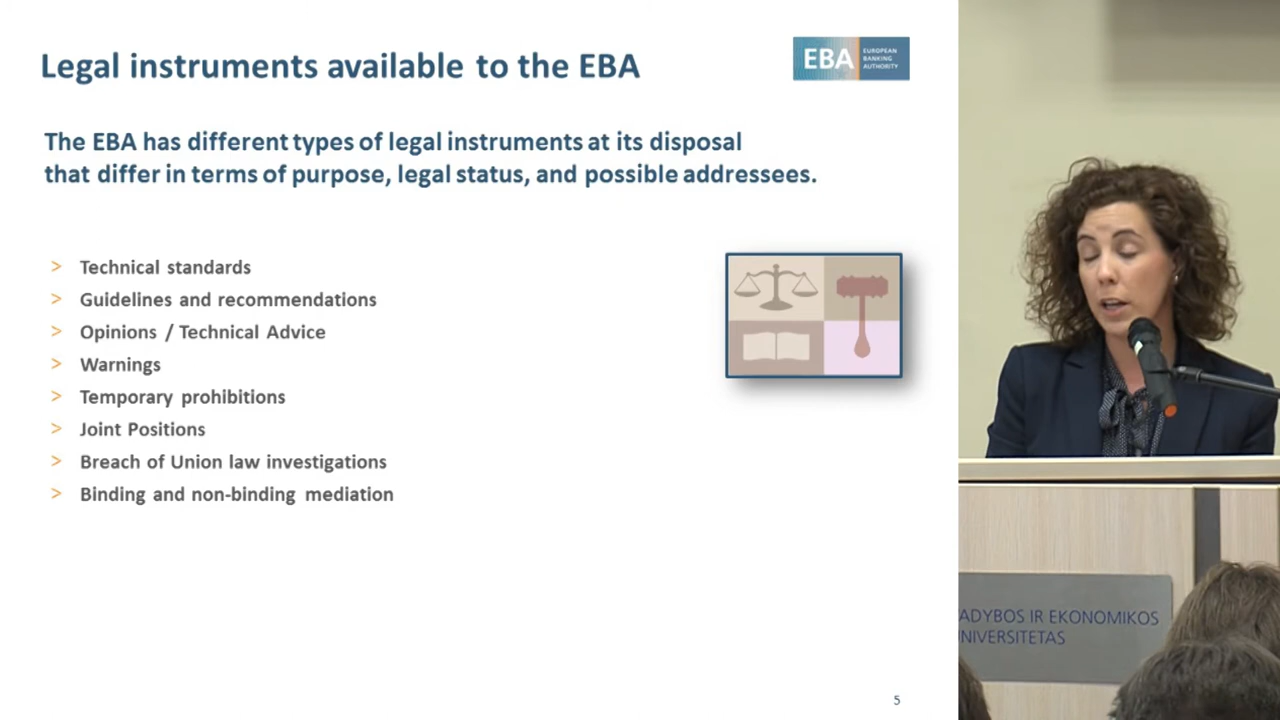 Legal instruments available to the EBA
EBA
EUROPEAN
BANKING
AUTHORITY
The EBA has different types of legal instruments at its disposal
that differ in terms of purpose, legal status, and possible addressees.
> Technical standards
> Guidelines and recommendations
> Opinions / Technical Advice
> Warnings
> Temporary prohibitions
> Joint Positions
> Breach of Union law investigations
> Binding and non-binding mediation
5
ADYBOS IR EKONOMIKOS
NIVERSITETAS